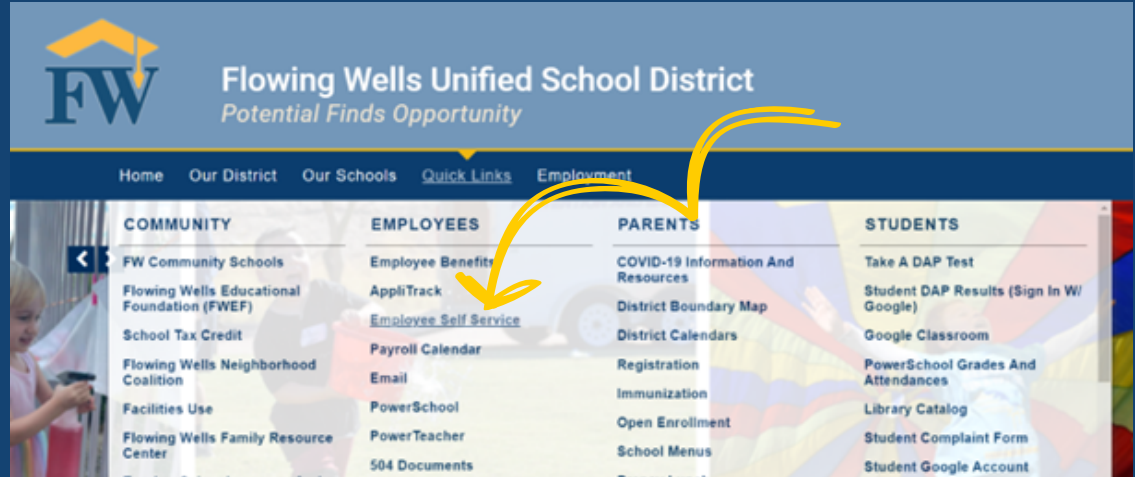 FW
Flowing Wells Unified School District
Potential Finds Opportunity
Home Our District Our Schools Quick Links Employment
COMMUNITY
FW Community Schools
Flowing Wells Educational
Foundation (FWEF)
School Tax Credit
Flowing Wells Neighborhood
Coalition
Facilities Use
Flowing Wells Family Resource
Center
EMPLOYEES
Employee Benefits
AppliTrack
Employee Self Service
Payroll Calendar
Email
PowerSchool
PowerTeacher
504 Documents
PARENTS
COVID-19 Information And
Resources
District Boundary Map
District Calendars
Registration
Immunization
Open Enrollment
School Menus
STUDENTS
Take A DAP Test
Student DAP Results (Sign In W/
Google)
Google Classroom
PowerSchool Grades And
Attendances
Library Catalog
Student Complaint Form
Student Google Account